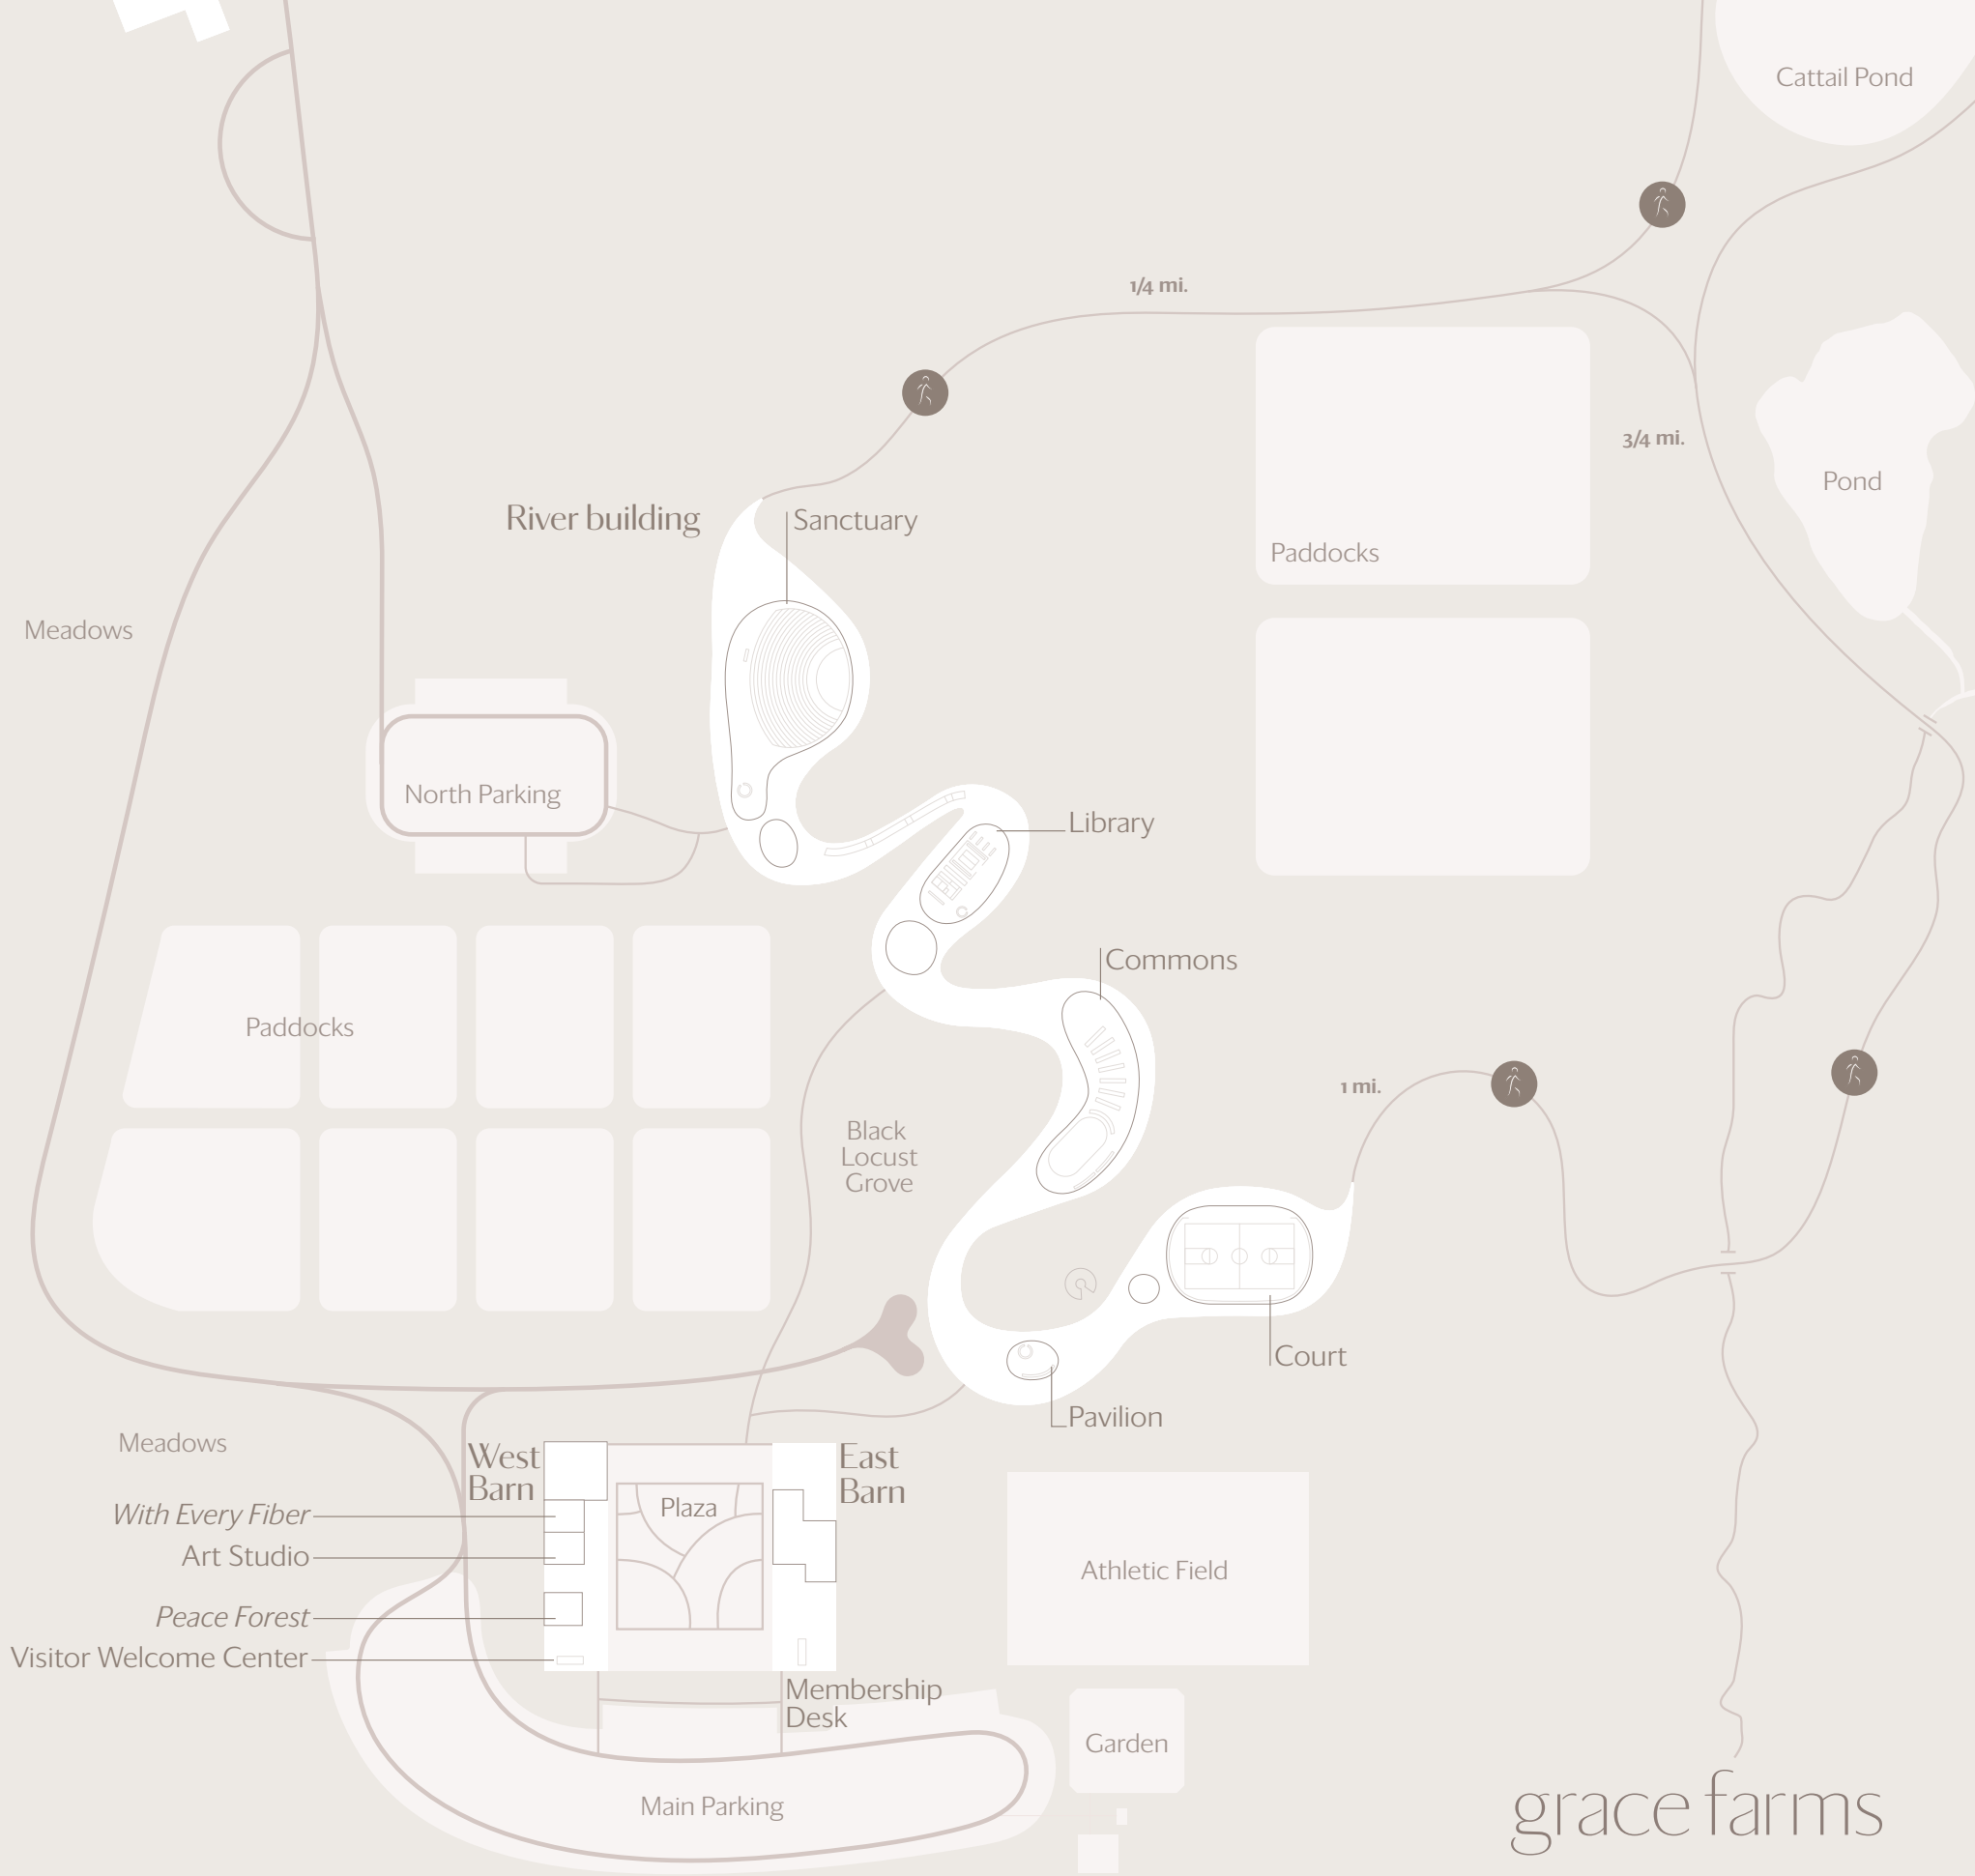 Cattail Pond
1/4 mi.
3/4 mi.
Pond
River building
Sanctuary
Paddocks
Meadows
North Parking
Library
Commons
Paddocks
1 mi.
Black
Locust
Grove
Court
Pavilion
Meadows
West
Barn
East
Barn
Plaza
With Every Fiber
Art Studio
Athletic Field
Peace Forest
Visitor Welcome Center
Membership
Desk
Garden
Main Parking
grace farms